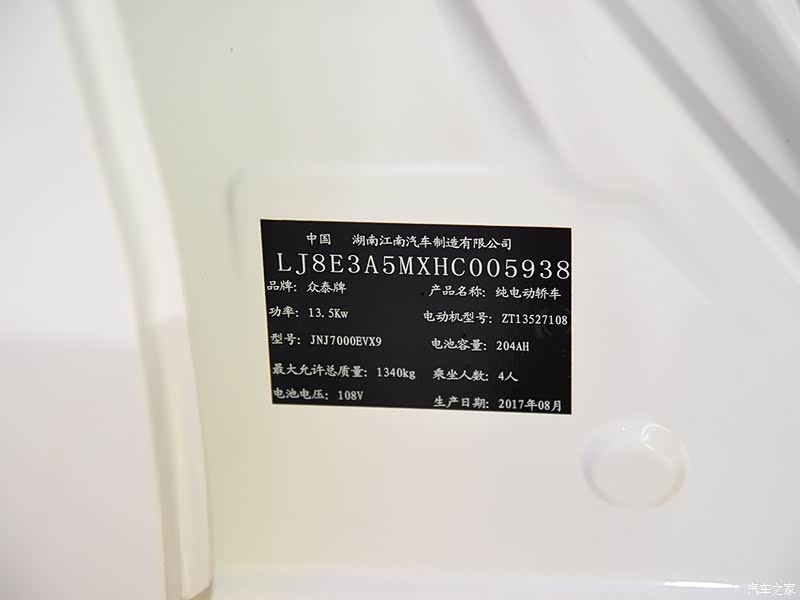 中国 湖南江南汽车制造有限公司
LJ8E3A5MXHC005938
品牌: 众泰牌 产品名称: 纯电动轿车
功率: 13.5Kw 电动机型号: ZT13527108
型号: JNJ7000EVX9 电池容量: 204AH
最大允许总质量: 1340kg 乘坐人数: 4人
电池电压: 108V 生产日期: 2017年08月
汽车之家